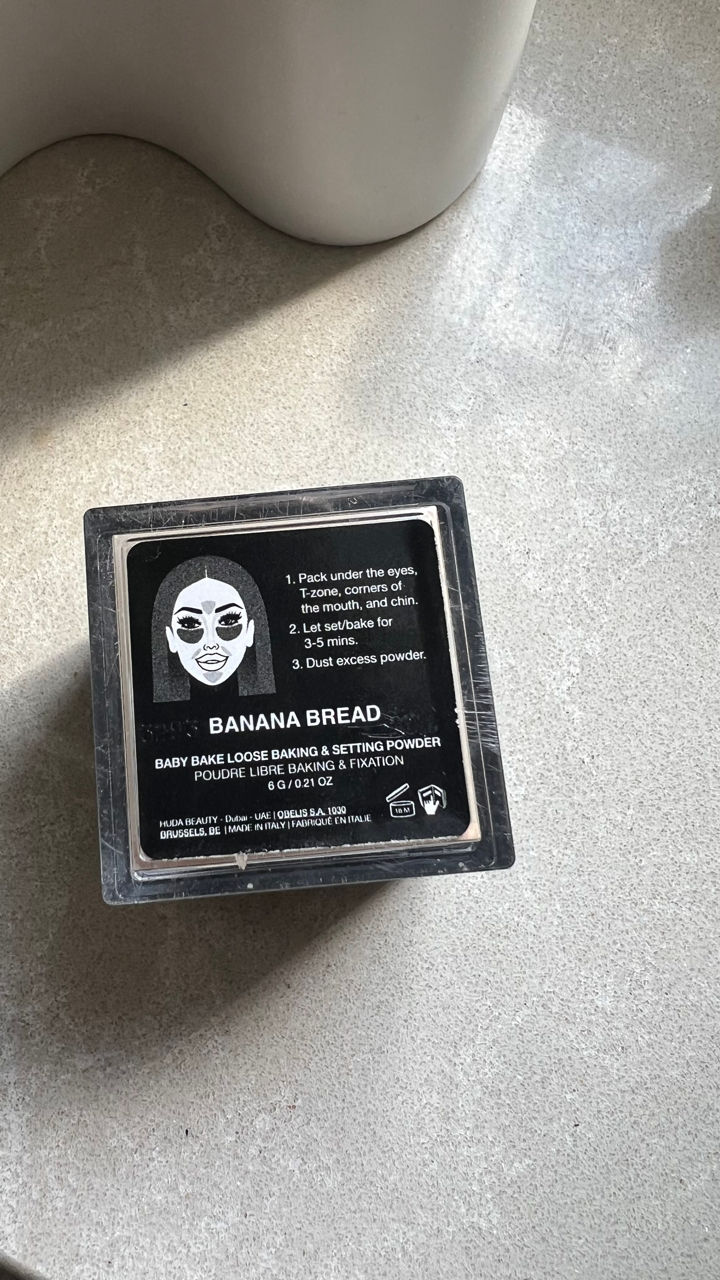 1. Pack under the eyes,
T-zone, corners of
the mouth, and chin.
2. Let set/bake for
3-5 mins.
3. Dust excess powder.
BANANA BREAD
BABY BAKE LOOSE BAKING & SETTING POWDER
POUDRE LIBRE BAKING & FIXATION
6 G / 0.21 OZ
HUDA BEAUTY - Dubai - UAE | OBELIS S.A. 1030
BRUSSELS, BE | MADE IN ITALY | FABRIQUÉ EN ITALIE
18 M